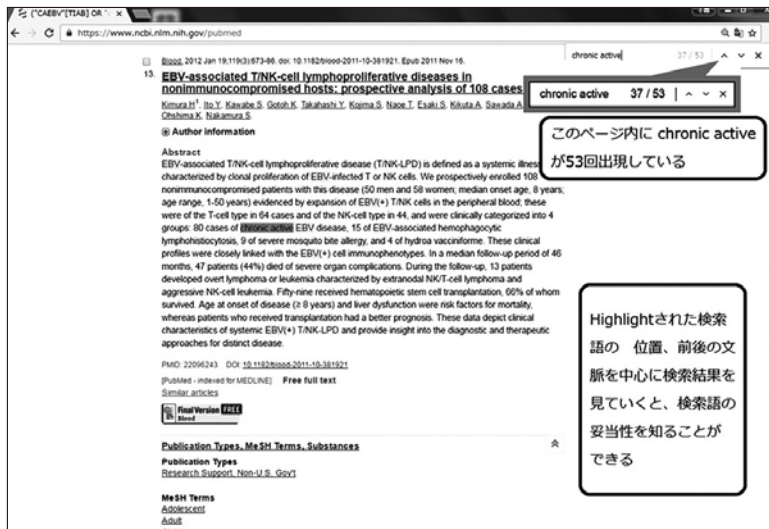 ("CAEBV"[TIAB] OR "
https://www.ncbi.nlm.nih.gov/pubmed
chronic active 37 / 53
Blood. 2012 Jan 19;119(3):673-86. doi: 10.1182/blood-2011-10-381921. Epub 2011 Nov 16.
13. EBV-associated T/NK-cell lymphoproliferative diseases in
nonimmunocompromised hosts: prospective analysis of 108 cases
Kimura H1, Ito Y, Kawabe S, Gotoh K, Takahashi Y, Kojima S, Naoe T, Esaki S, Kikuta A, Sawada A
Ohshima K, Nakamura S.
chronic active 37 / 53
このページ内に chronic active
が53回出現している
Author information
Abstract
EBV-associated T/NK-cell lymphoproliferative disease (T/NK-LPD) is defined as a systemic illness
characterized by clonal proliferation of EBV-infected T or NK cells. We prospectively enrolled 108
nonimmunocompromised patients with this disease (50 men and 58 women; median onset age, 8 years;
age range, 1-50 years) evidenced by expansion of EBV(+) T/NK cells in the peripheral blood; these
were of the T-cell type in 64 cases and of the NK-cell type in 44, and were clinically categorized into 4
groups: 80 cases of chronic active EBV disease, 15 of EBV-associated hemophagocytic
lymphohistiocytosis, 9 of severe mosquito bite allergy, and 4 of hydroa vacciniforme. These clinical
profiles were closely linked with the EBV(+) cell immunophenotypes. In a median follow-up period of 46
months, 47 patients (44%) died of severe organ complications. During the follow-up, 13 patients
developed overt lymphoma or leukemia characterized by extranodal NK/T-cell lymphoma and
aggressive NK-cell leukemia. Fifty-nine received hematopoietic stem cell transplantation, 66% of whom
survived. Age at onset of disease (≥ 8 years) and liver dysfunction were risk factors for mortality,
whereas patients who received transplantation had a better prognosis. These data depict clinical
characteristics of systemic EBV(+) T/NK-LPD and provide insight into the diagnostic and therapeutic
approaches for distinct disease.
Highlightされた検索
語の 位置、前後の文
脈を中心に検索結果を
見ていくと、検索語の
妥当性を知ることが
できる
PMID: 22096243 DOI: 10.1182/blood-2011-10-381921
[PubMed - indexed for MEDLINE] Free full text
Similar articles
Final Version FREE
Blood
Publication Types, MeSH Terms, Substances
Publication Types
Research Support, Non-U.S. Gov't
MeSH Terms
Adolescent
Adult